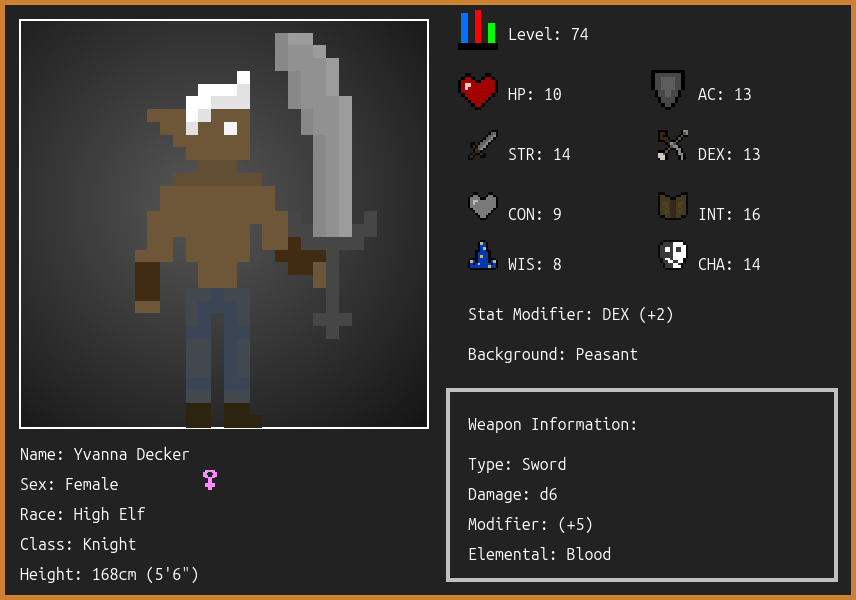 Level: 74
HP: 10
AC: 13
STR: 14
DEX: 13
CON: 9
INT: 16
WIS: 8
CHA: 14
Stat Modifier: DEX (+2)
Background: Peasant
Weapon Information:
Type: Sword
Damage: d6
Modifier: (+5)
Elemental: Blood
Name: Yvanna Decker
Sex: Female
Race: High Elf
Class: Knight
Height: 168cm (5'6")